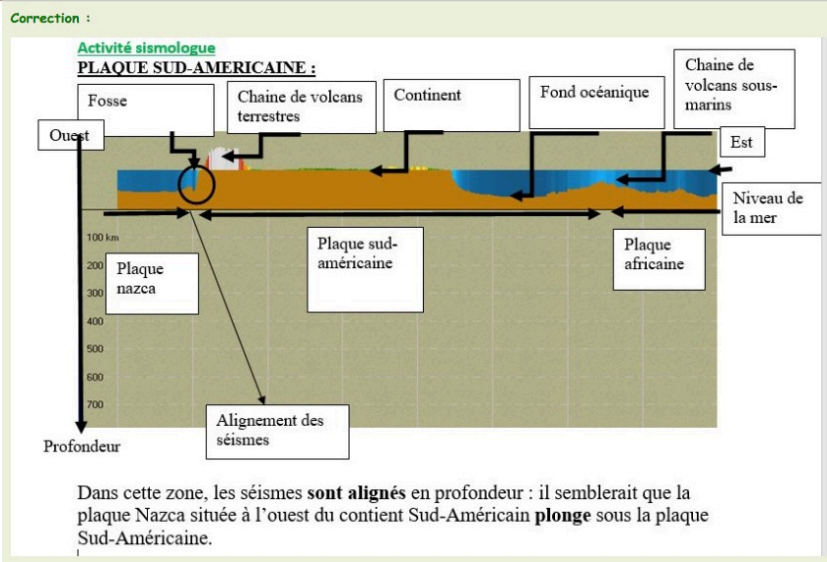 Correction :
Activité sismologue
PLAQUE SUD-AMERICAINE :
Fosse
Chaine de volcans
terrestres
Continent
Fond océanique
Chaine de
volcans sous-
marins
Ouest
Est
Niveau de
la mer
100 km
200
300
400
500
600
700
Plaque
nazca
Plaque sud-
américaine
Plaque
africaine
Alignement des
séismes
Profondeur
Dans cette zone, les séismes sont alignés en profondeur : il semblerait que la
plaque Nazca située à l'ouest du contient Sud-Américain plonge sous la plaque
Sud-Américaine.